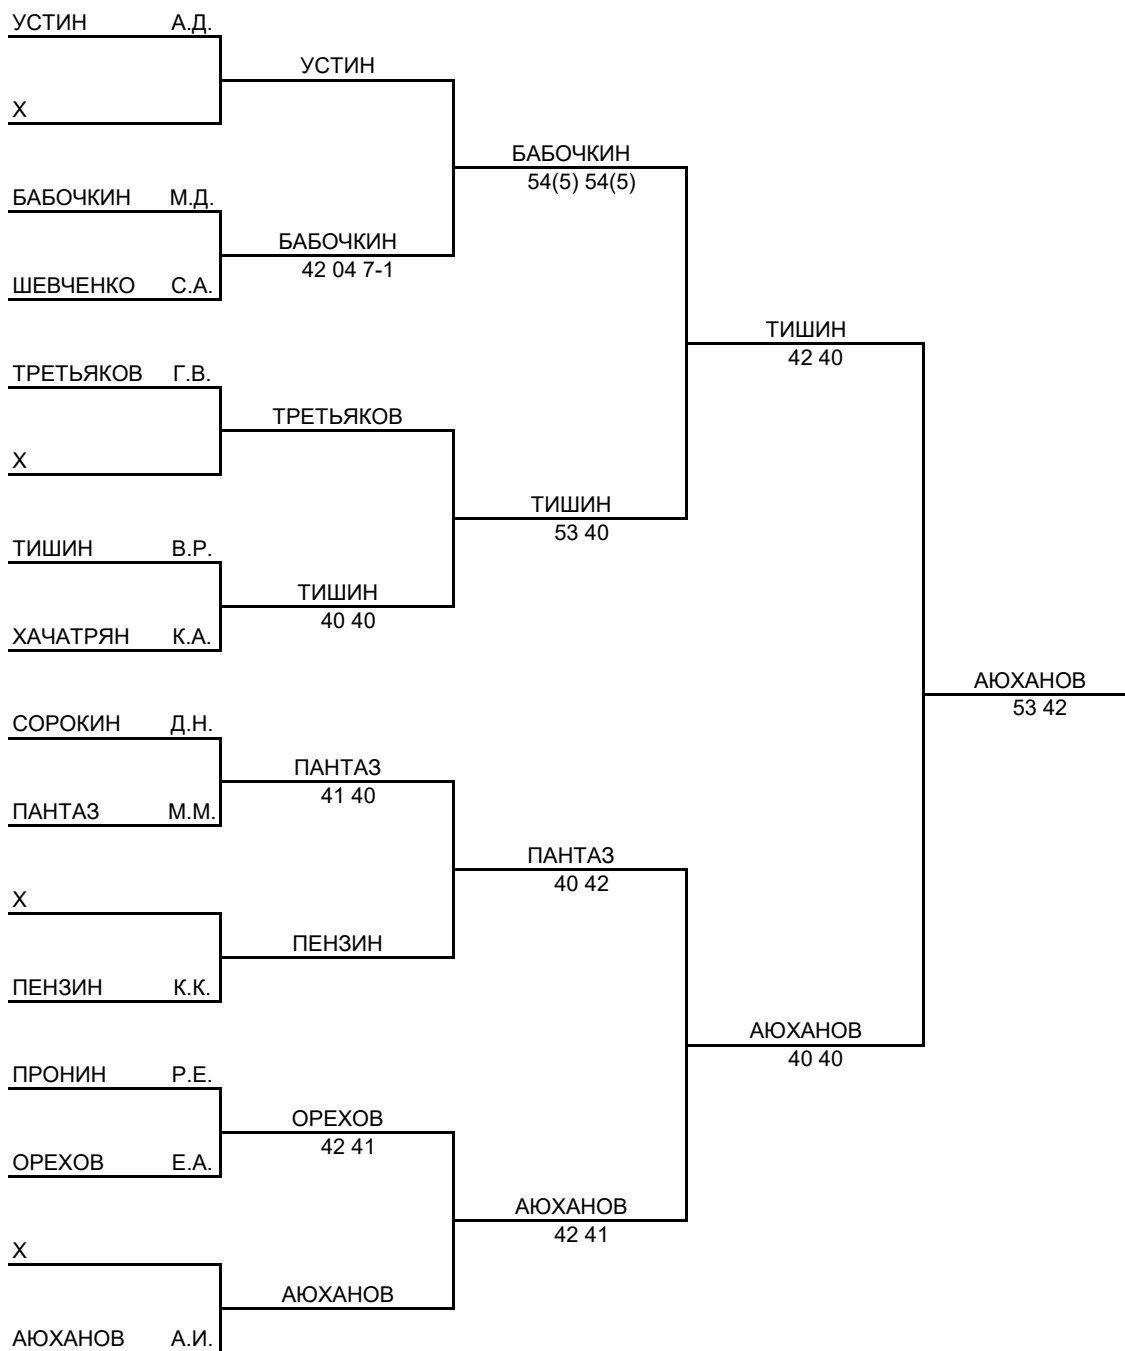 УСТИН А.Д.
УСТИН
Х
БАБОЧКИН
54(5) 54(5)
БАБОЧКИН М.Д.
БАБОЧКИН
42 04 7-1
ШЕВЧЕНКО С.А.
ТИШИН
42 40
ТРЕТЬЯКОВ Г.В.
ТРЕТЬЯКОВ
Х
ТИШИН
53 40
ТИШИН В.Р.
ТИШИН
40 40
ХАЧАТРЯН К.А.
АЮХАНОВ
53 42
СОРОКИН Д.Н.
ПАНТАЗ
41 40
ПАНТАЗ М.М.
ПАНТАЗ
40 42
Х
ПЕНЗИН
ПЕНЗИН К.К.
АЮХАНОВ
40 40
ПРОНИН Р.Е.
ОРЕХОВ
42 41
ОРЕХОВ Е.А.
АЮХАНОВ
42 41
Х
АЮХАНОВ
АЮХАНОВ А.И.